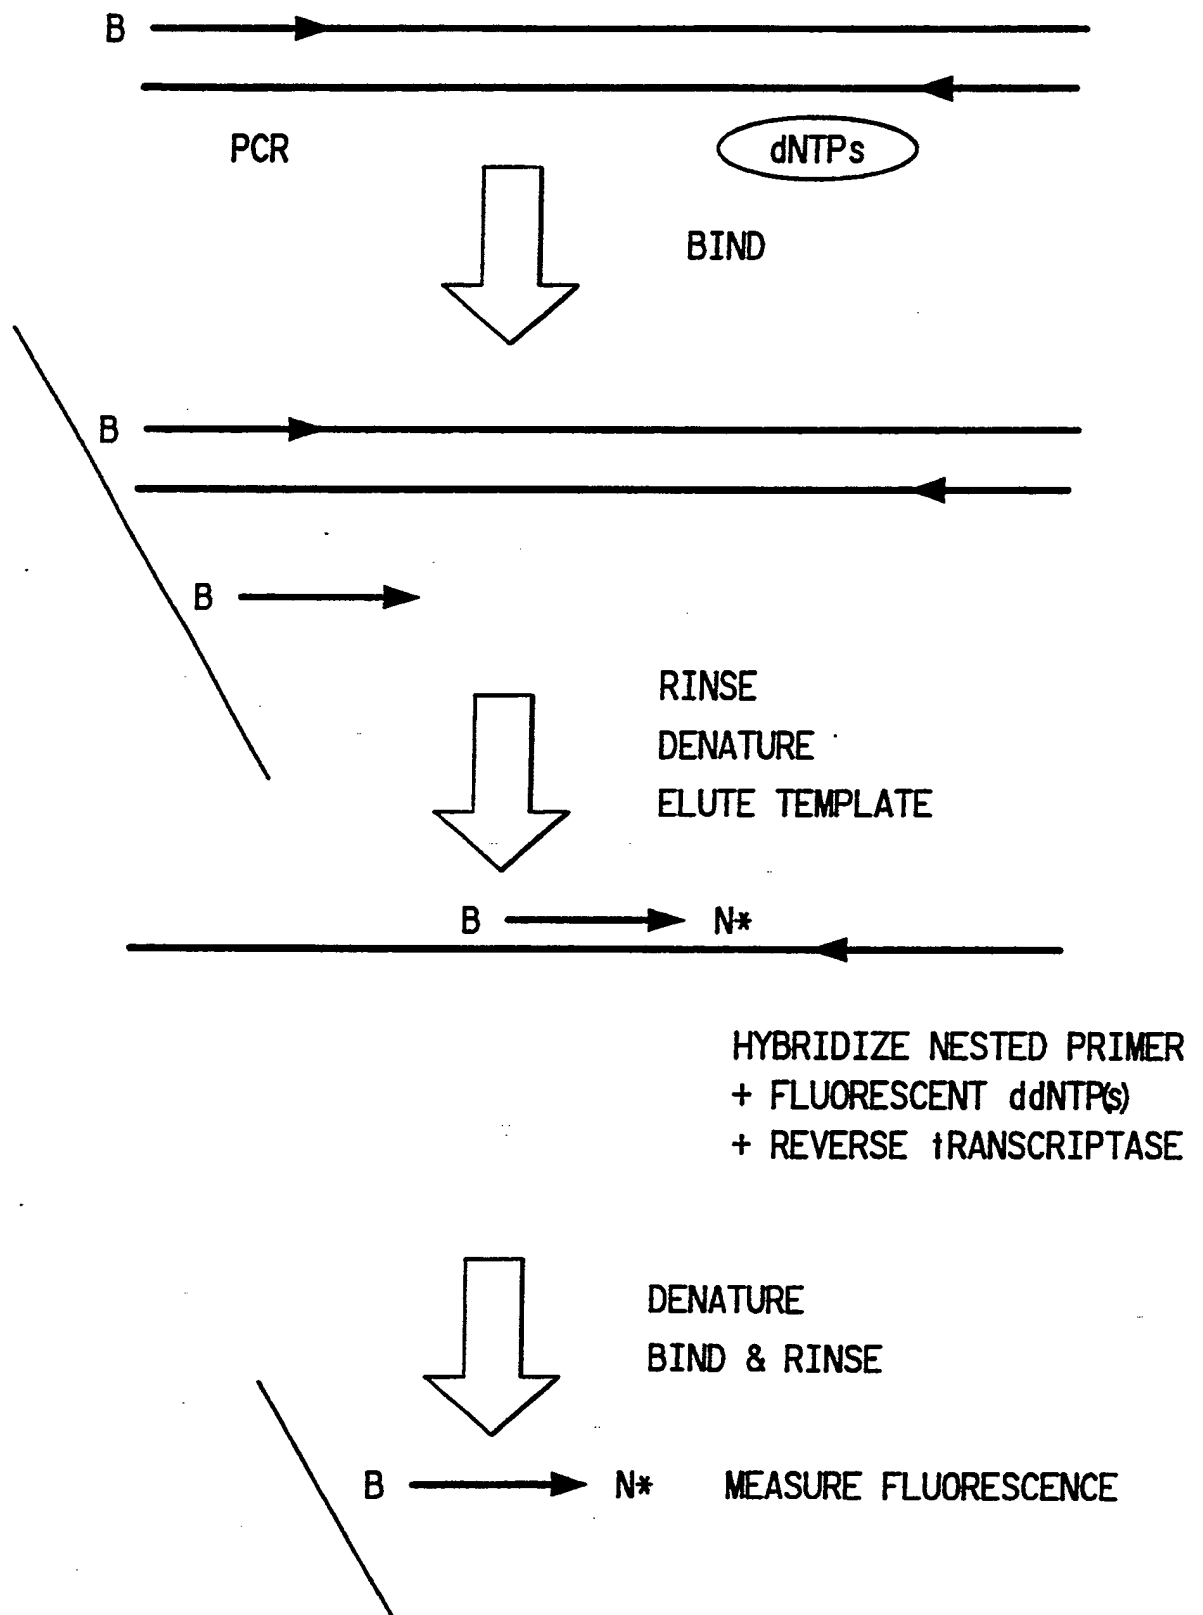 B
PCR
dNTPs
BIND
B
B
RINSE
DENATURE
ELUTE TEMPLATE
B N*
HYBRIDIZE NESTED PRIMER
+ FLUORESCENT ddNTP(s)
+ REVERSE tRANSCRIPTASE
DENATURE
BIND & RINSE
B N* MEASURE FLUORESCENCE